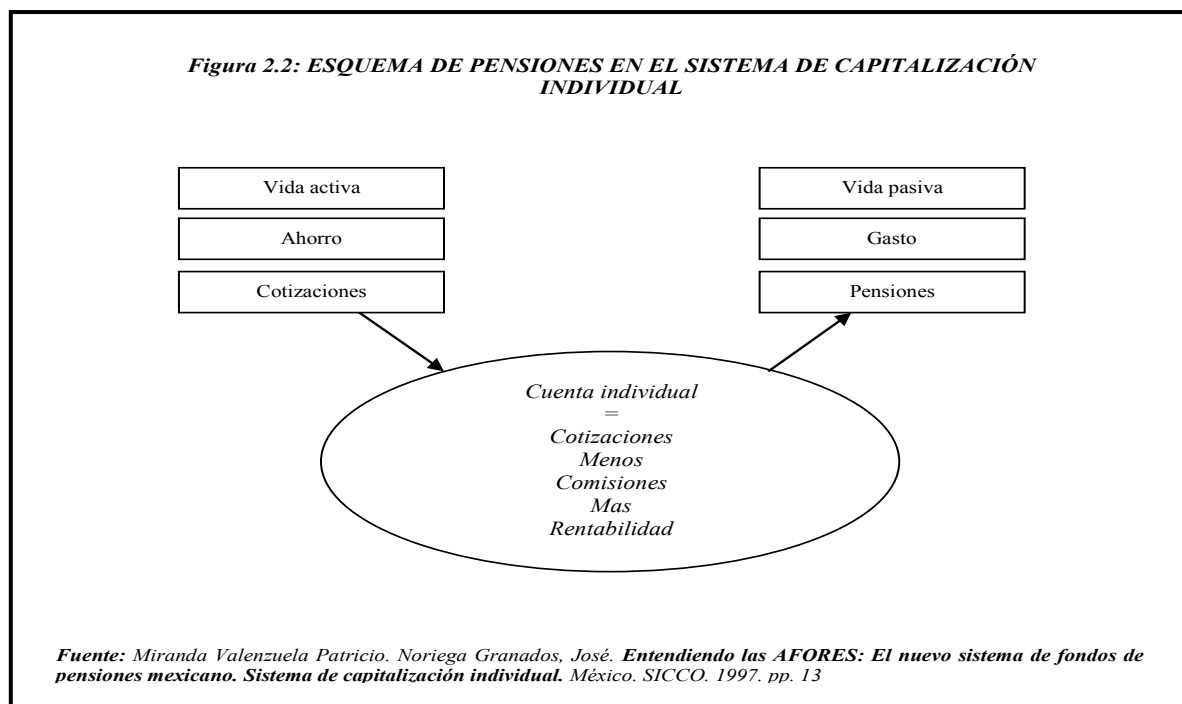 Figura 2.2: ESQUEMA DE PENSIONES EN EL SISTEMA DE CAPITALIZACIÓN
INDIVIDUAL
Vida activa
Ahorro
Cotizaciones
Vida pasiva
Gasto
Pensiones
Cuenta individual
=
Cotizaciones
Menos
Comisiones
Mas
Rentabilidad
Fuente: Miranda Valenzuela Patricio. Noriega Granados, José. Entendiendo las AFORES: El nuevo sistema de fondos de
pensiones mexicano. Sistema de capitalización individual. México. SICCO. 1997. pp. 13